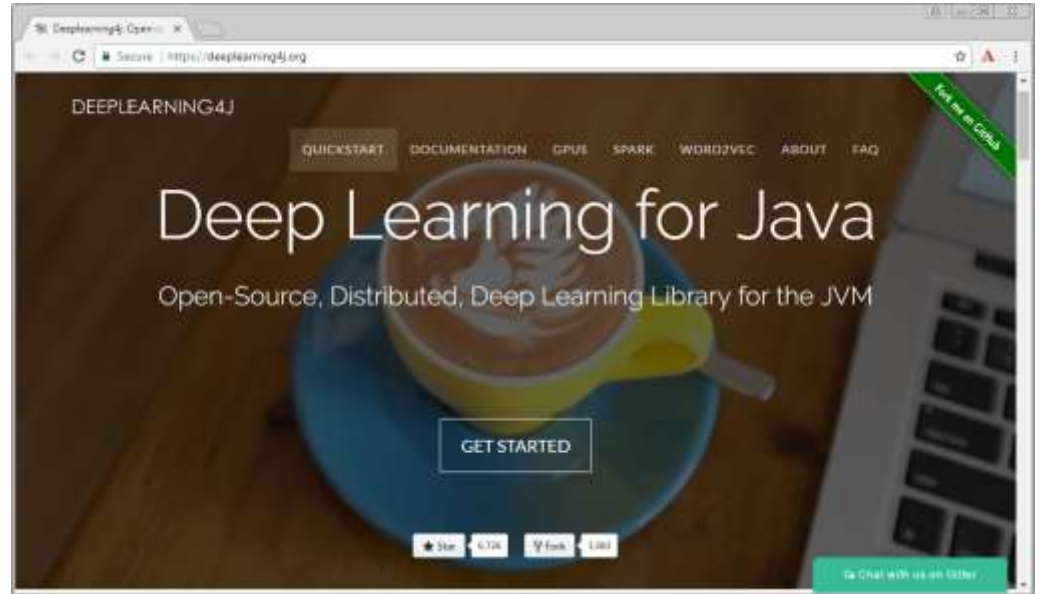 Deeplearning4j: Open-
Secure | https://deeplearning4j.org
DEEPLEARNING4J
Fork me on GitHub
QUICKSTART DOCUMENTATION GPUS SPARK WORD2VEC ABOUT FAQ
Deep Learning for Java
Open-Source, Distributed, Deep Learning Library for the JVM
GET STARTED
Star Fork
Chat with us on Gitter